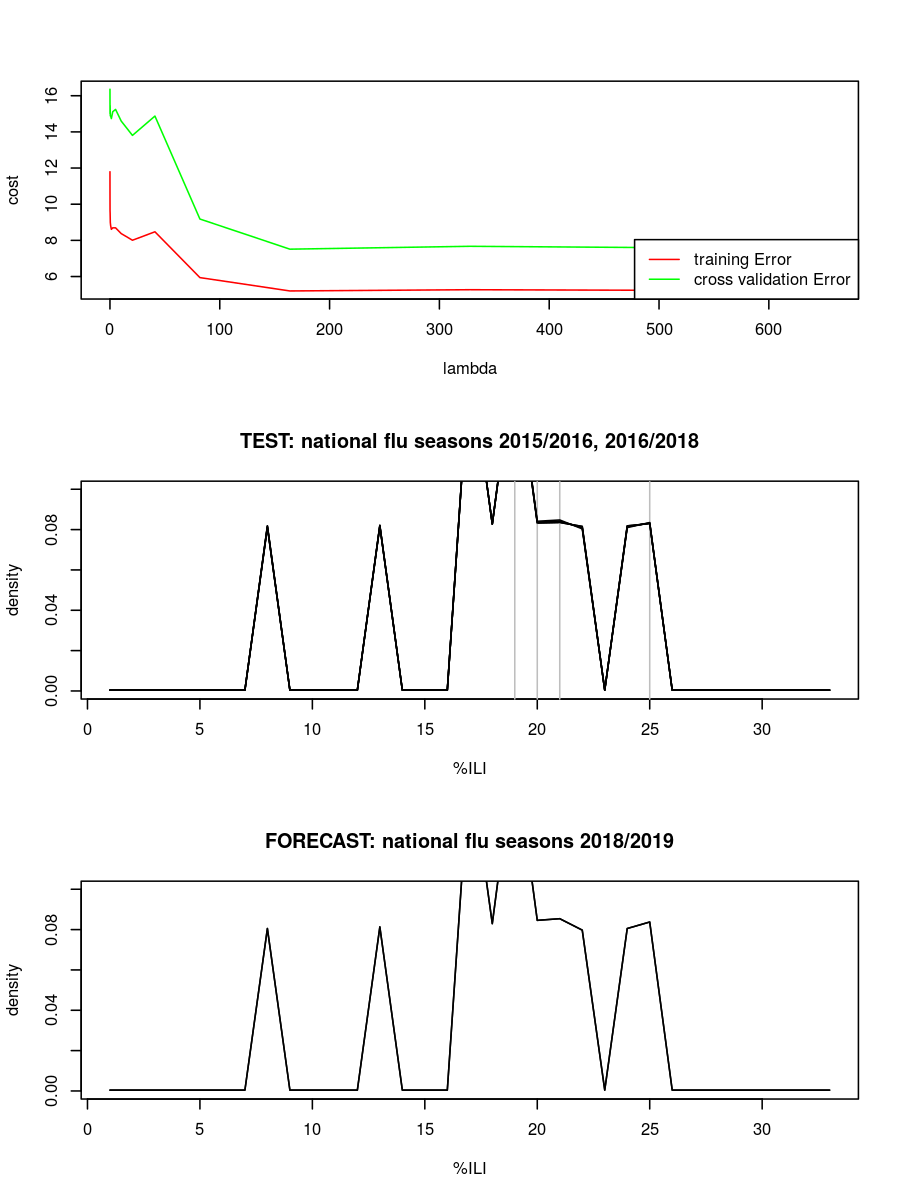 16
14
12
10
8
6
cost
training Error
cross validation Error
0 100 200 300 400 500 600
lambda
TEST: national flu seasons 2015/2016, 2016/2018
0.08
0.04
0.00
density
0 5 10 15 20 25 30
%ILI
FORECAST: national flu seasons 2018/2019
0.08
0.04
0.00
density
0 5 10 15 20 25 30
%ILI